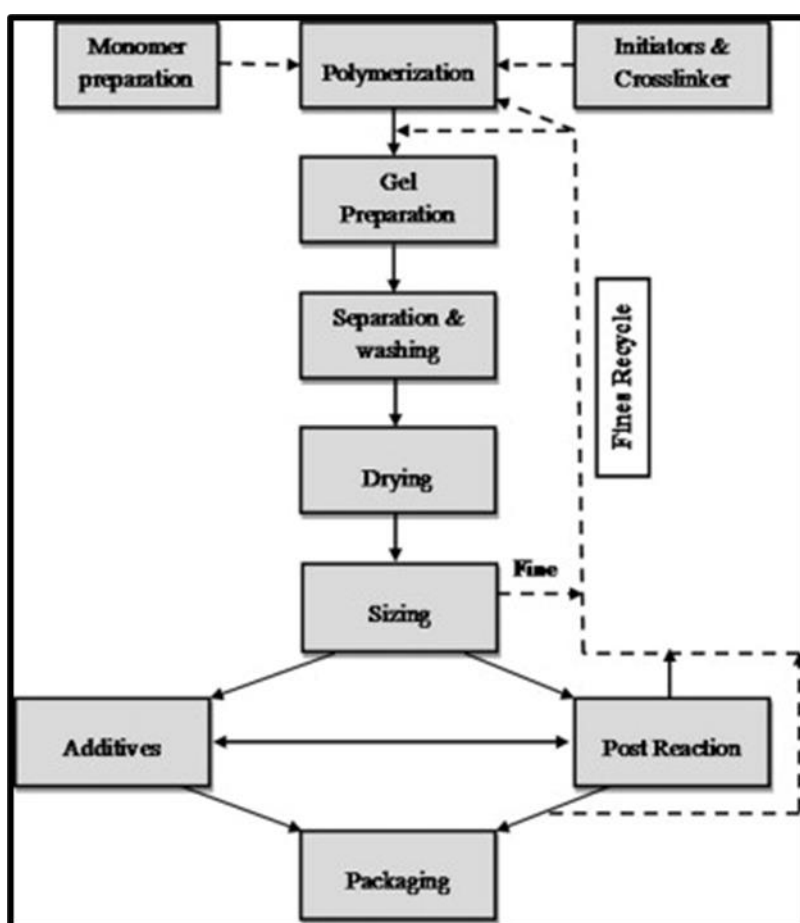 Monomer
preparation
Polymerization
Initiators &
Crosslinker
Gel
Preparation
Separation &
washing
Fines Recycle
Drying
Fine
Sizing
Additives
Post Reaction
Packaging